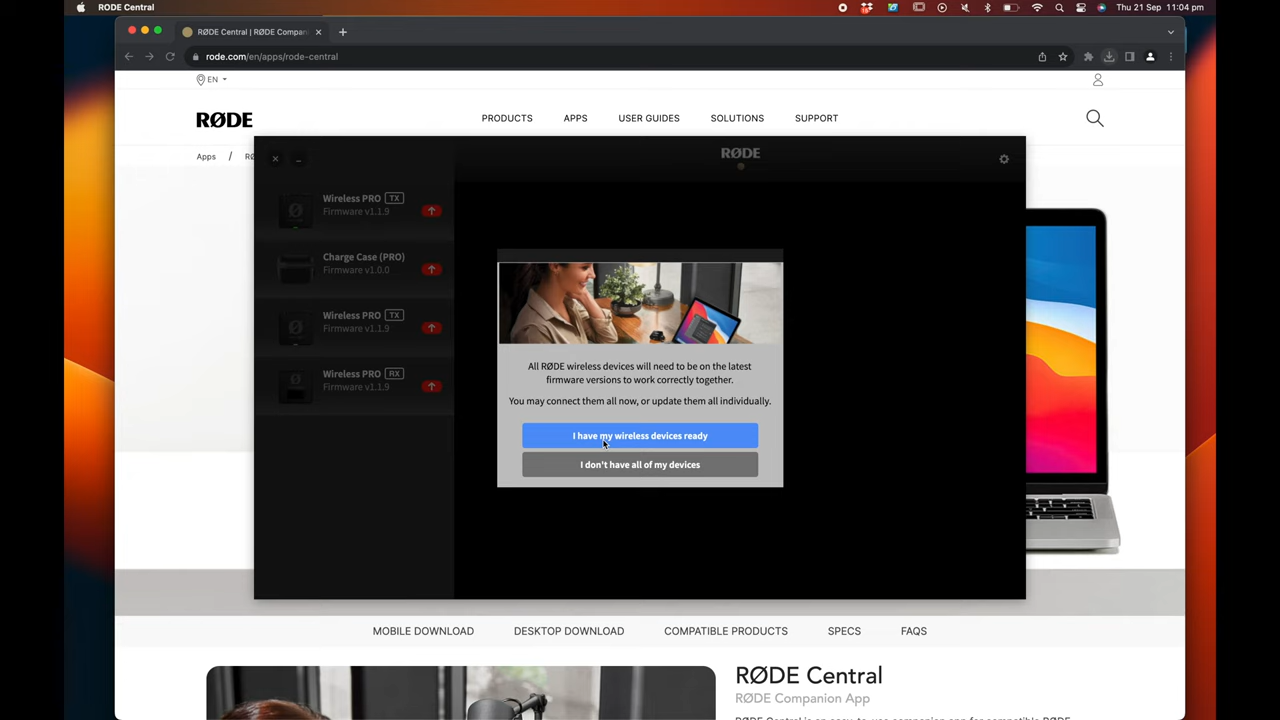 RODE Central
Thu 21 Sep 11:04 pm
RØDE Central | RØDE Compan
rode.com/en/apps/rode-central
EN
RØDE
PRODUCTS
APPS
USER GUIDES
SOLUTIONS
SUPPORT
Apps / RØ
RØDE
Wireless PRO TX
Firmware v1.1.9
Charge Case (PRO)
Firmware v1.0.0
Wireless PRO TX
Firmware v1.1.9
Wireless PRO RX
Firmware v1.1.9
All RØDE wireless devices will need to be on the latest
firmware versions to work correctly together.
You may connect them all now, or update them all individually.
I have my wireless devices ready
I don't have all of my devices
MOBILE DOWNLOAD
DESKTOP DOWNLOAD
COMPATIBLE PRODUCTS
SPECS
FAQS
RØDE Central
RØDE Companion App